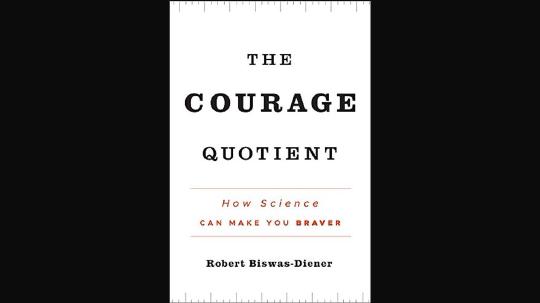 THE
COURAGE
QUOTIENT
How Science
CAN MAKE YOU BRAVER
Robert Biswas-Diener